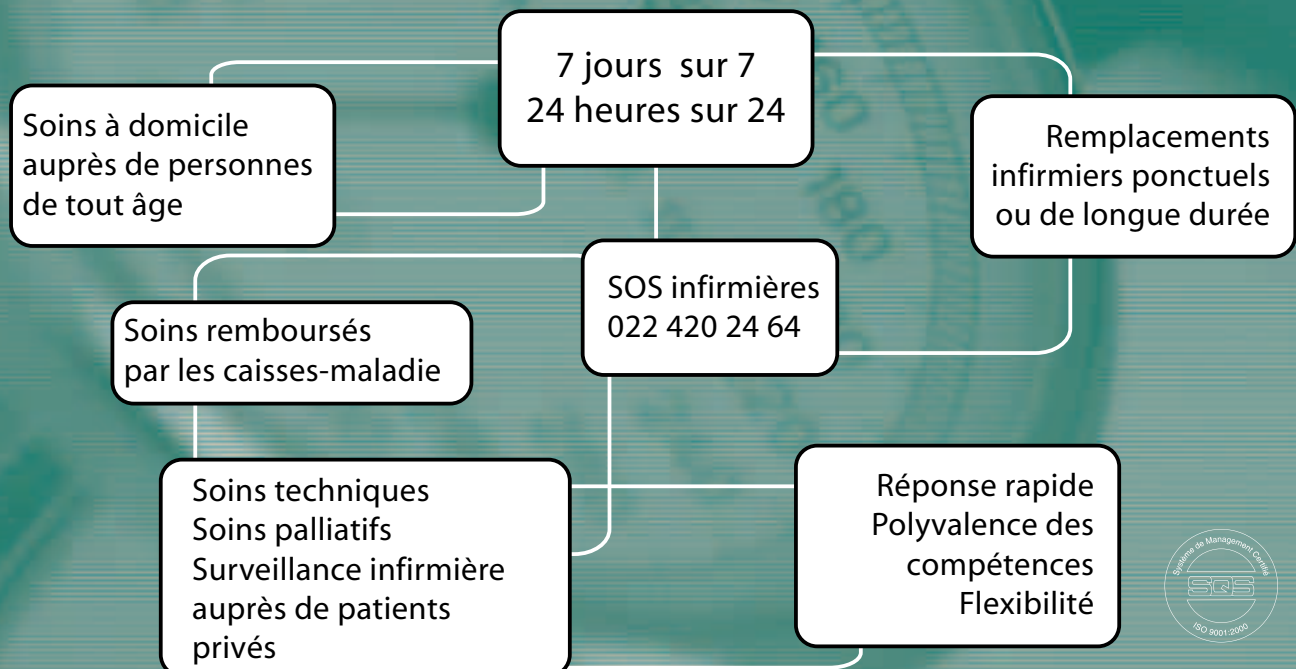 7 jours sur 7
24 heures sur 24
Soins à domicile
auprès de personnes
de tout âge
Remplacements
infirmiers ponctuels
ou de longue durée
SOS infirmières
022 420 24 64
Soins remboursés
par les caisses-maladie
Soins techniques
Soins palliatifs
Surveillance infirmière
auprès de patients
privés
Réponse rapide
Polyvalence des
compétences
Flexibilité
Système de Management Certifié
SQS
ISO 9001:2000
60
180